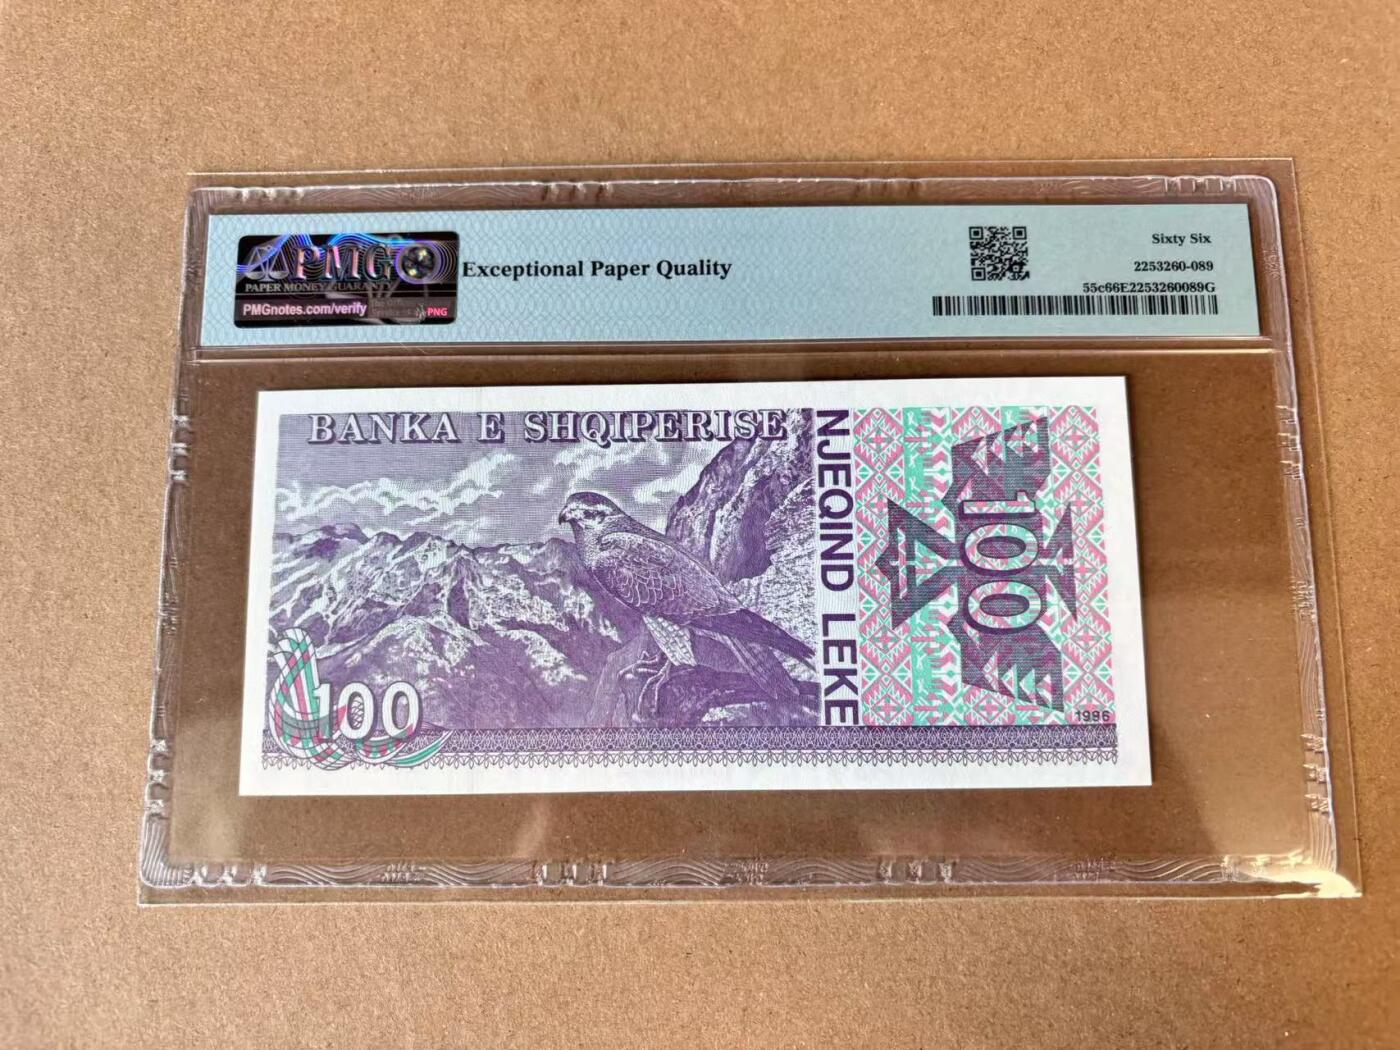 PMG
PAPER MONEY GUARANTY
PMGnotes.com/verify
PNG
Exceptional Paper Quality
Sixty Six
2253260-089
55c66E2253260089G
BANKA E SHQIPERISE
NJEQIND LEKE
100
100
1996